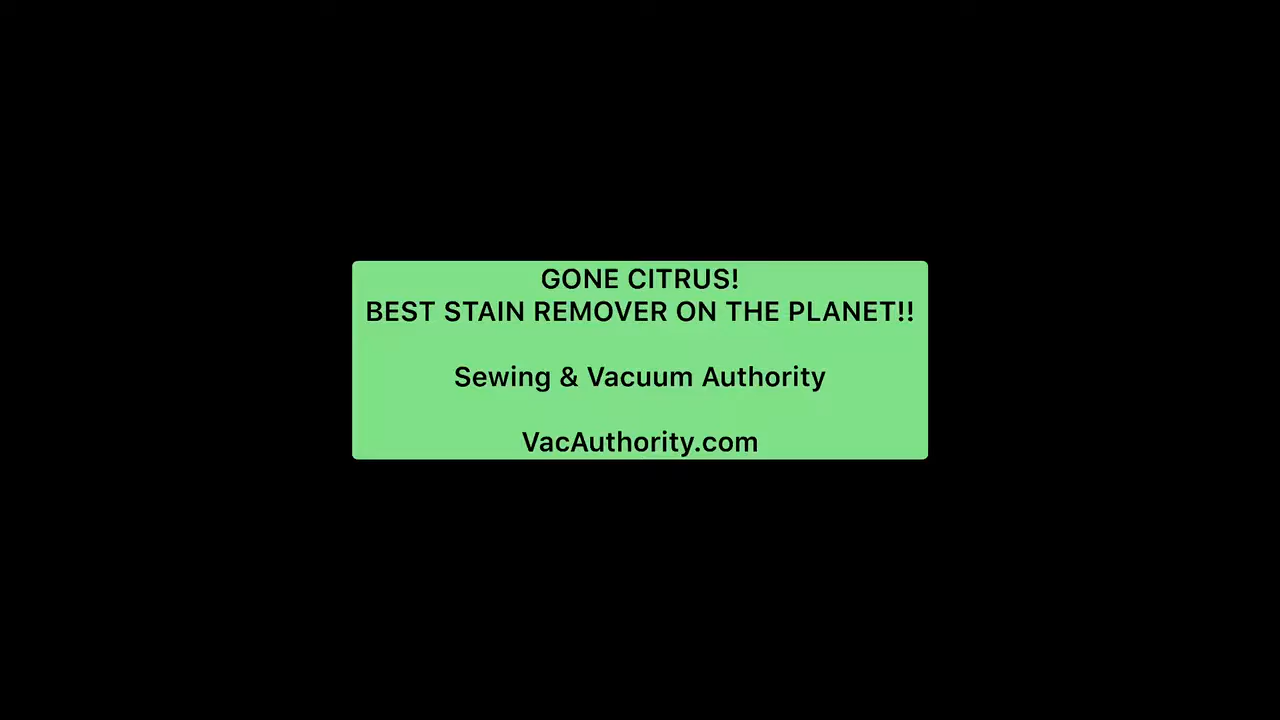 GONE CITRUS!
BEST STAIN REMOVER ON THE PLANET!!
Sewing & Vacuum Authority
VacAuthority.com